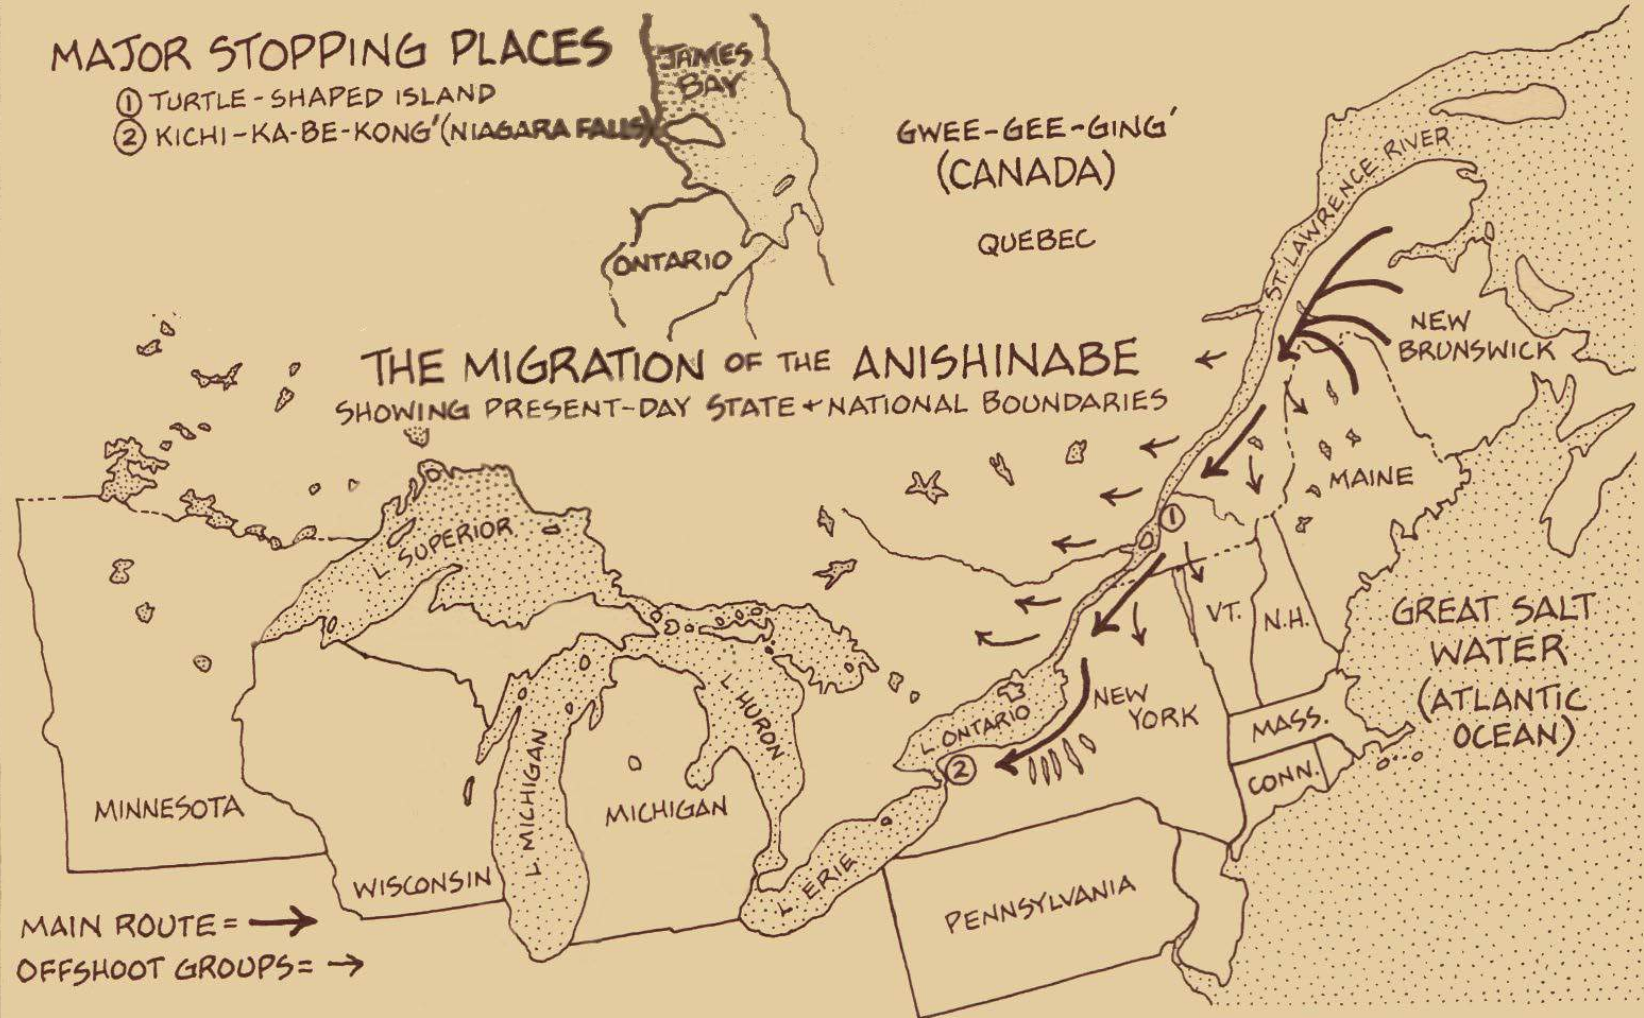 MAJOR STOPPING PLACES
① TURTLE-SHAPED ISLAND
② KICHI-KA-BE-KONG' (NIAGARA FALLS)
JAMES
BAY
ONTARIO
GWEE-GEE-GING'
(CANADA)
QUEBEC
ST. LAWRENCE RIVER
NEW
BRUNSWICK
THE MIGRATION OF THE ANISHINABE
SHOWING PRESENT-DAY STATE + NATIONAL BOUNDARIES
MAINE
①
L SUPERIOR
VT.
N.H.
GREAT SALT
WATER
(ATLANTIC
OCEAN)
L HURON
L ONTARIO
NEW
YORK
MASS.
②
CONN.
L MICHIGAN
MINNESOTA
MICHIGAN
WISCONSIN
L ERIE
PENNSYLVANIA
MAIN ROUTE = →
OFFSHOOT GROUPS = →